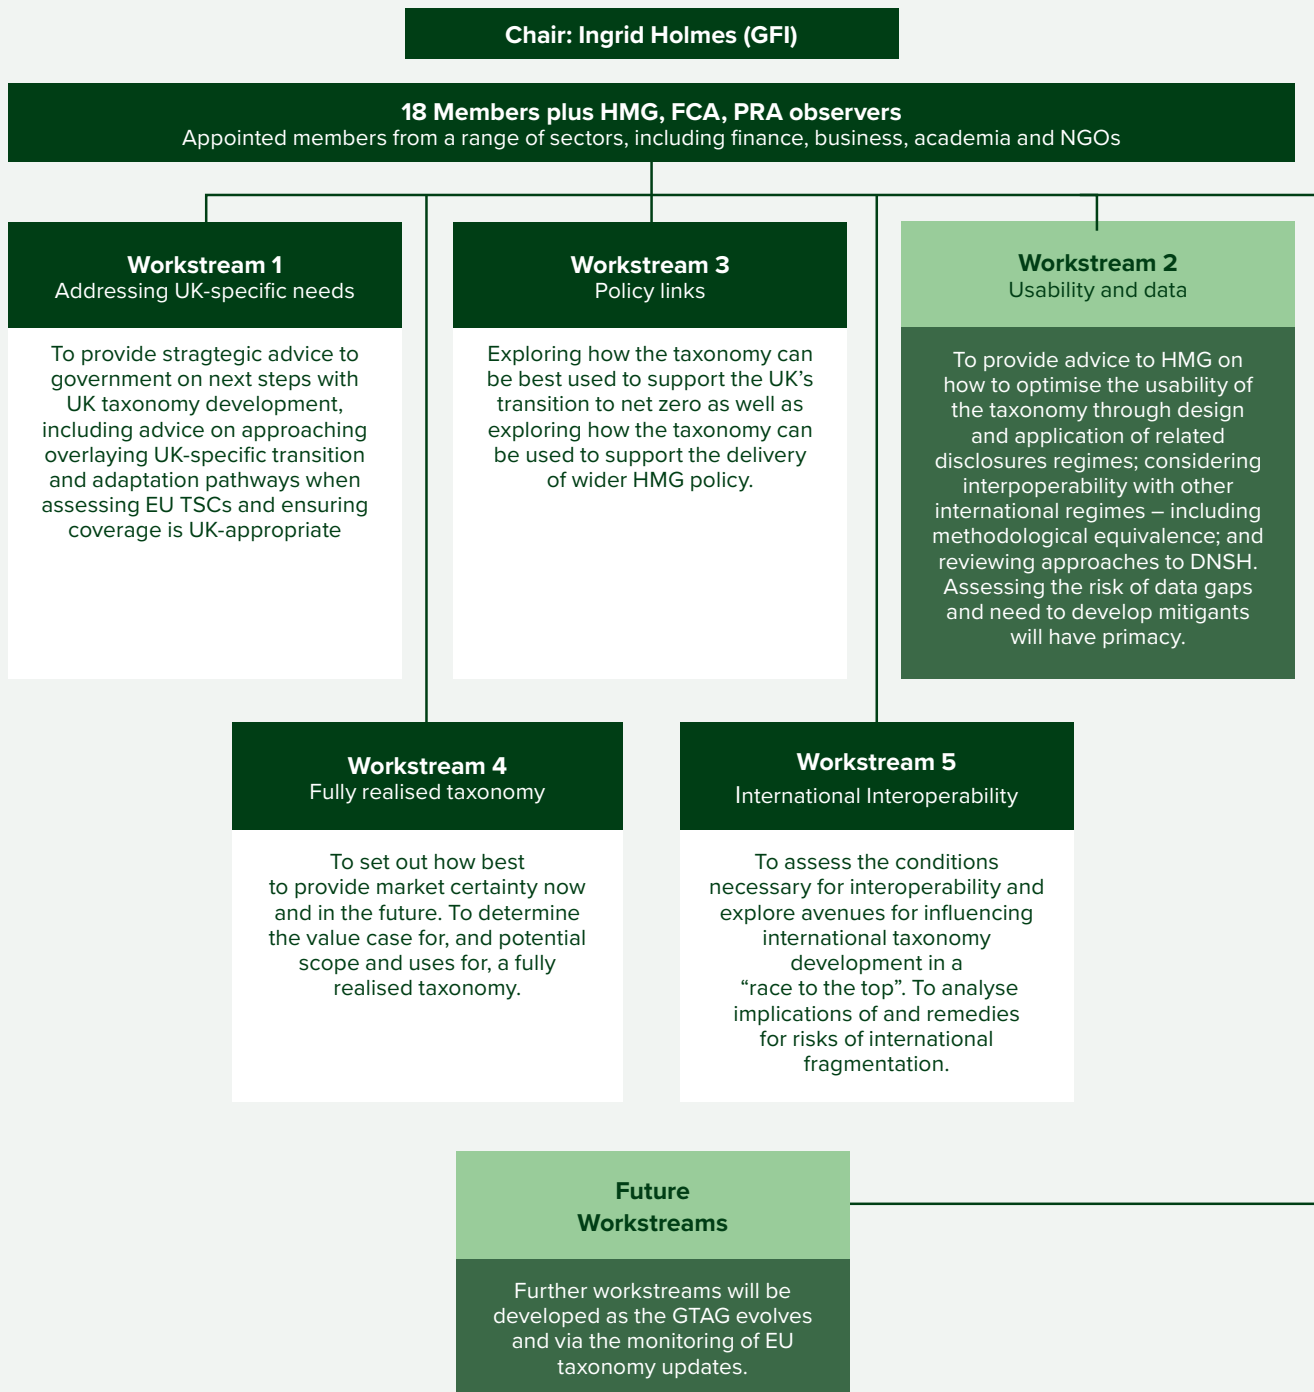 Chair: Ingrid Holmes (GFI)
18 Members plus HMG, FCA, PRA observers
Appointed members from a range of sectors, including finance, business, academia and NGOs
Workstream 1
Addressing UK-specific needs
To provide stragtegic advice to
government on next steps with
UK taxonomy development,
including advice on approaching
overlaying UK-specific transition
and adaptation pathways when
assessing EU TSCs and ensuring
coverage is UK-appropriate
Workstream 3
Policy links
Exploring how the taxonomy can
be best used to support the UK’s
transition to net zero as well as
exploring how the taxonomy can
be used to support the delivery
of wider HMG policy.
Workstream 2
Usability and data
To provide advice to HMG on
how to optimise the usability of
the taxonomy through design
and application of related
disclosures regimes; considering
interpoperability with other
international regimes – including
methodological equivalence; and
reviewing approaches to DNSH.
Assessing the risk of data gaps
and need to develop mitigants
will have primacy.
Workstream 4
Fully realised taxonomy
To set out how best
to provide market certainty now
and in the future. To determine
the value case for, and potential
scope and uses for, a fully
realised taxonomy.
Workstream 5
International Interoperability
To assess the conditions
necessary for interoperability and
explore avenues for influencing
international taxonomy
development in a
“race to the top”. To analyse
implications of and remedies
for risks of international
fragmentation.
Future
Workstreams
Further workstreams will be
developed as the GTAG evolves
and via the monitoring of EU
taxonomy updates.